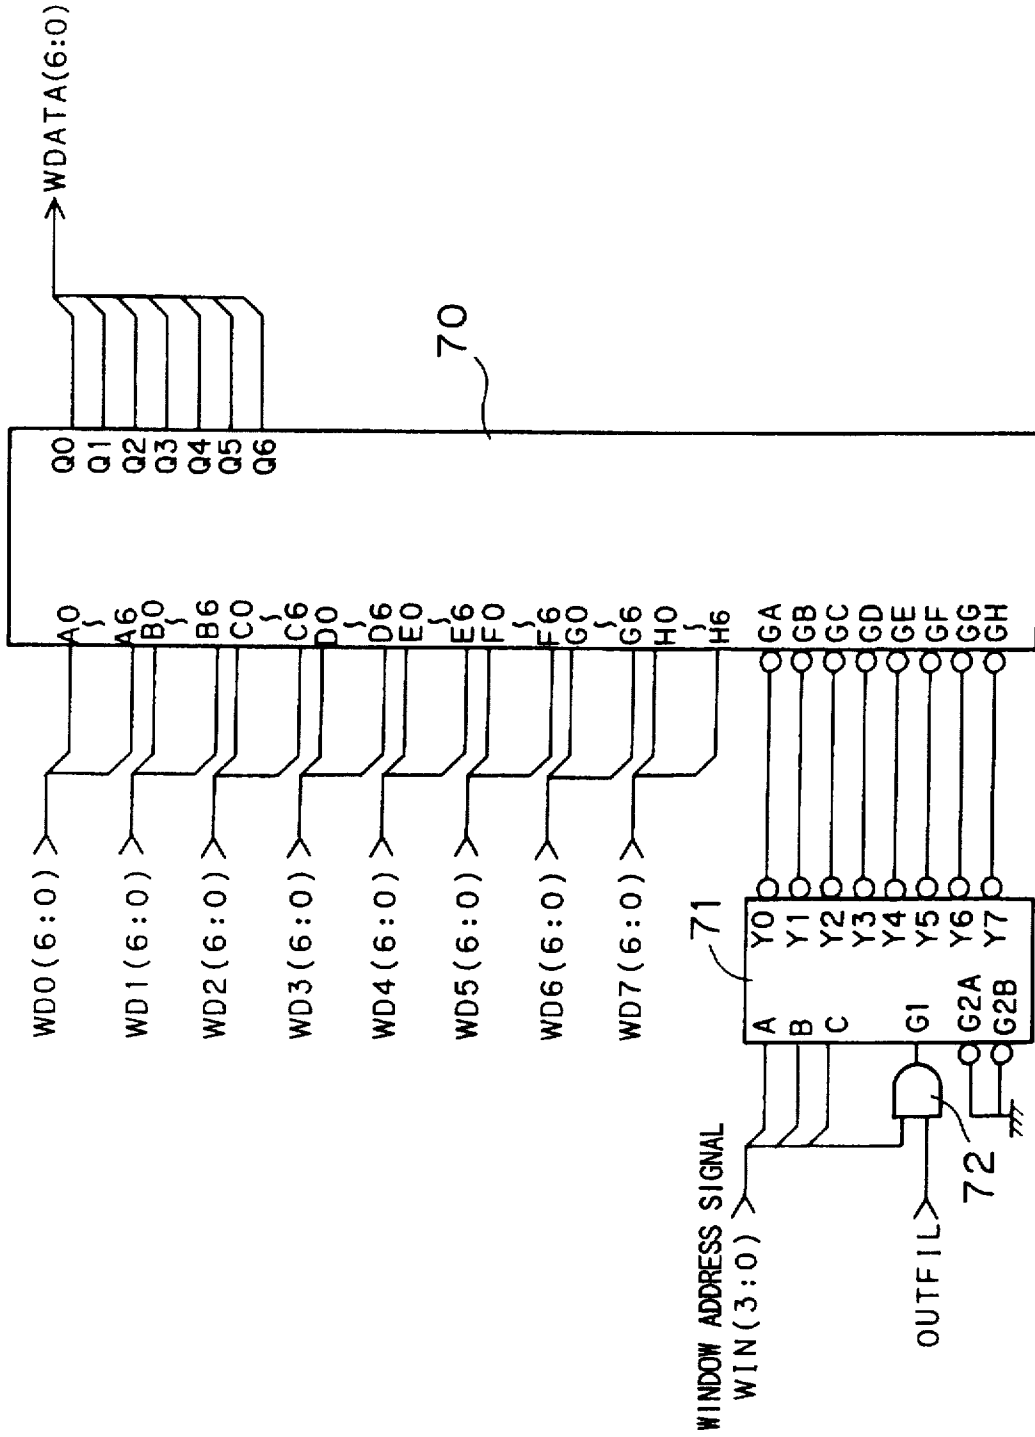 WD0(6:0)
WD1(6:0)
WD2(6:0)
WD3(6:0)
WD4(6:0)
WD5(6:0)
WD6(6:0)
WD7(6:0)
A0
A6
B0
B6
C0
C6
D0
D6
E0
E6
F0
F6
G0
G6
H0
H6
GA
GB
GC
GD
GE
GF
GG
GH
Q0
Q1
Q2
Q3
Q4
Q5
Q6
WDATA(6:0)
70
WINDOW ADDRESS SIGNAL
WIN(3:0)
OUTFIL
72
71
A
B
C
G1
G2A
G2B
Y0
Y1
Y2
Y3
Y4
Y5
Y6
Y7